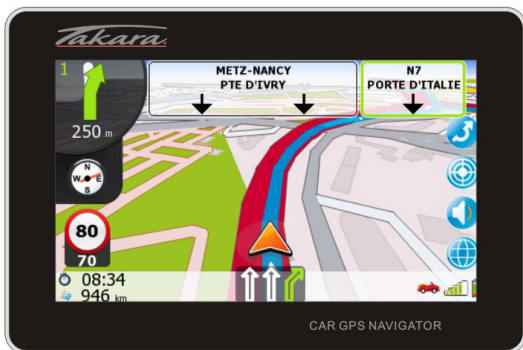 Takara
1
METZ-NANCY
PTE D'IVRY
N7
PORTE D'ITALIE
250 m
N
W E
S
80
70
08:34
946 km
CAR GPS NAVIGATOR